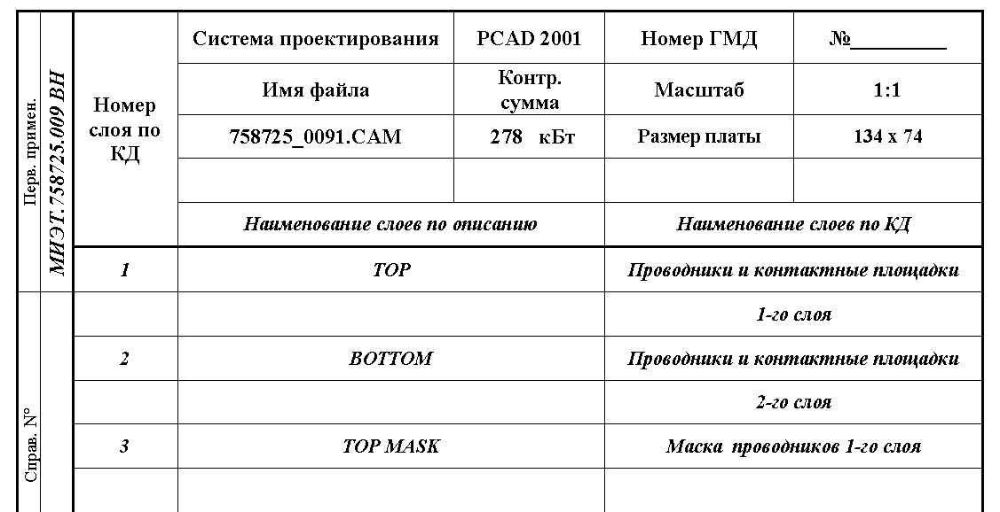 Перв. примен.
МИЭТ.758725.009 ВН
Справ. N°
Номер
слоя по
КД
Система проектирования PCAD 2001 Номер ГМД №_________
Имя файла Контр.
сумма Масштаб 1:1
758725_0091.CAM 278 кБт Размер платы 134 x 74
Наименование слоев по описанию Наименование слоев по КД
1 TOP Проводники и контактные площадки
1-го слоя
2 BOTTOM Проводники и контактные площадки
2-го слоя
3 TOP MASK Маска проводников 1-го слоя